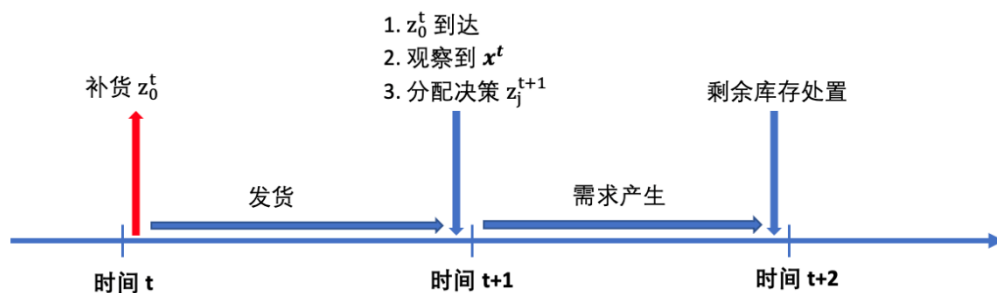 1. z₀ᵗ 到达
2. 观察到 xᵗ
3. 分配决策 zⱼᵗ⁺¹
补货 z₀ᵗ
剩余库存处置
发货
需求产生
时间 t
时间 t+1
时间 t+2